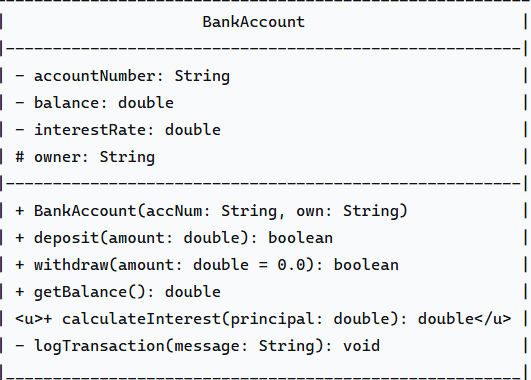 BankAccount
- accountNumber: String
- balance: double
- interestRate: double
# owner: String
+ BankAccount(accNum: String, own: String)
+ deposit(amount: double): boolean
+ withdraw(amount: double = 0.0): boolean
+ getBalance(): double
<u>+ calculateInterest(principal: double): double</u>
- logTransaction(message: String): void